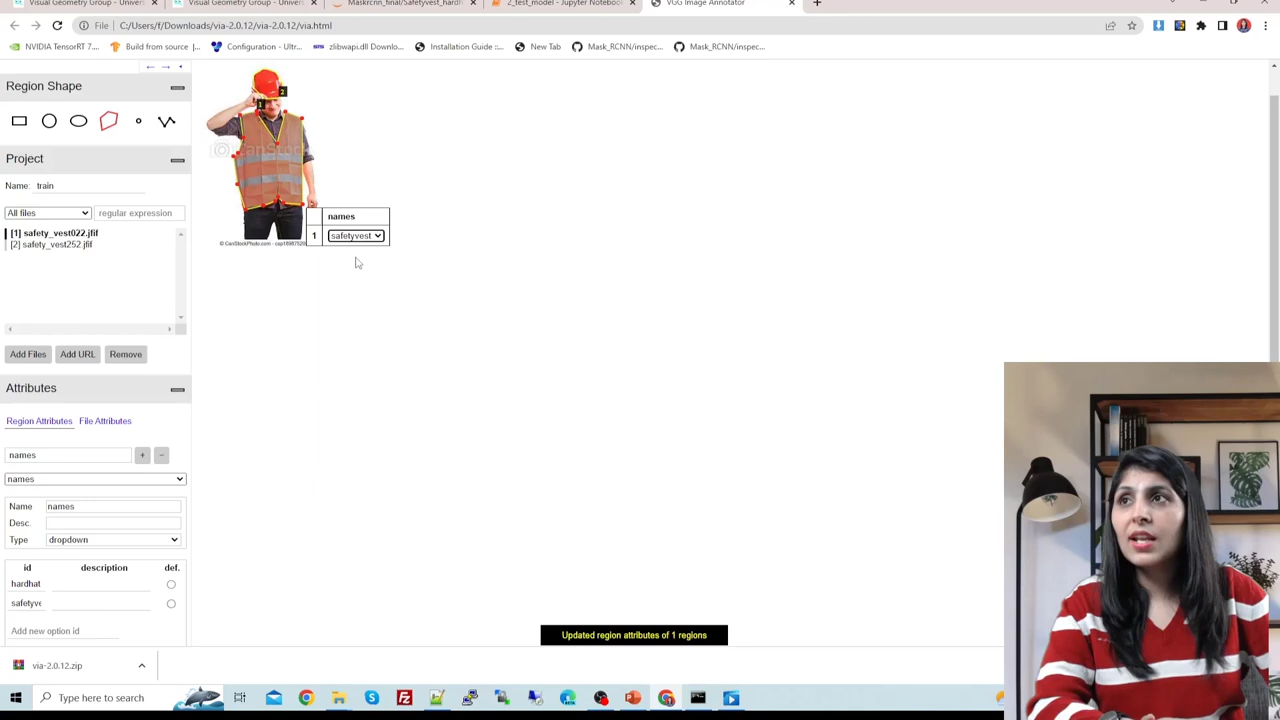 Visual Geometry Group - Univers
Visual Geometry Group - Univer
Maskrcnn_final/Safetyvest_hardh
2_test_model - Jupyter Notebook
VGG Image Annotator
File
C:/Users/f/Downloads/via-2.0.12/via-2.0.12/via.html
NVIDIA TensorRT 7....
Build from source |...
Configuration - Ultr...
zlibwapi.dll Downlo...
Installation Guide ::...
New Tab
Mask_RCNN/inspec...
Mask_RCNN/inspec...
Region Shape
Project
Name: train
All files
regular expression
[1] safety_vest022.jfif
[2] safety_vest252.jfif
Add Files
Add URL
Remove
Attributes
Region Attributes
File Attributes
names
+
−
names
Name names
Desc.
Type dropdown
id description def.
hardhat
safetyve
Add new option id
1
2
CanStock
names
1 safetyvest
Updated region attributes of 1 regions
via-2.0.12.zip
Type here to search